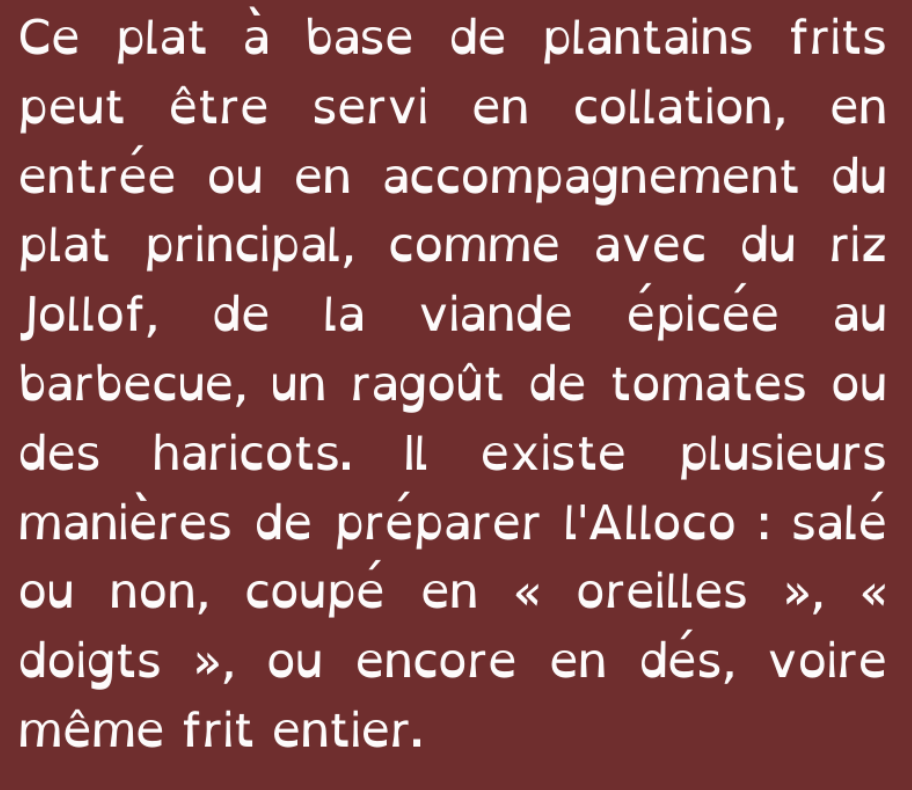 Ce plat à base de plantains frits
peut être servi en collation, en
entrée ou en accompagnement du
plat principal, comme avec du riz
Jollof, de la viande épicée au
barbecue, un ragoût de tomates ou
des haricots. Il existe plusieurs
manières de préparer l'Alloco : salé
ou non, coupé en « oreilles », «
doigts », ou encore en dés, voire
même frit entier.